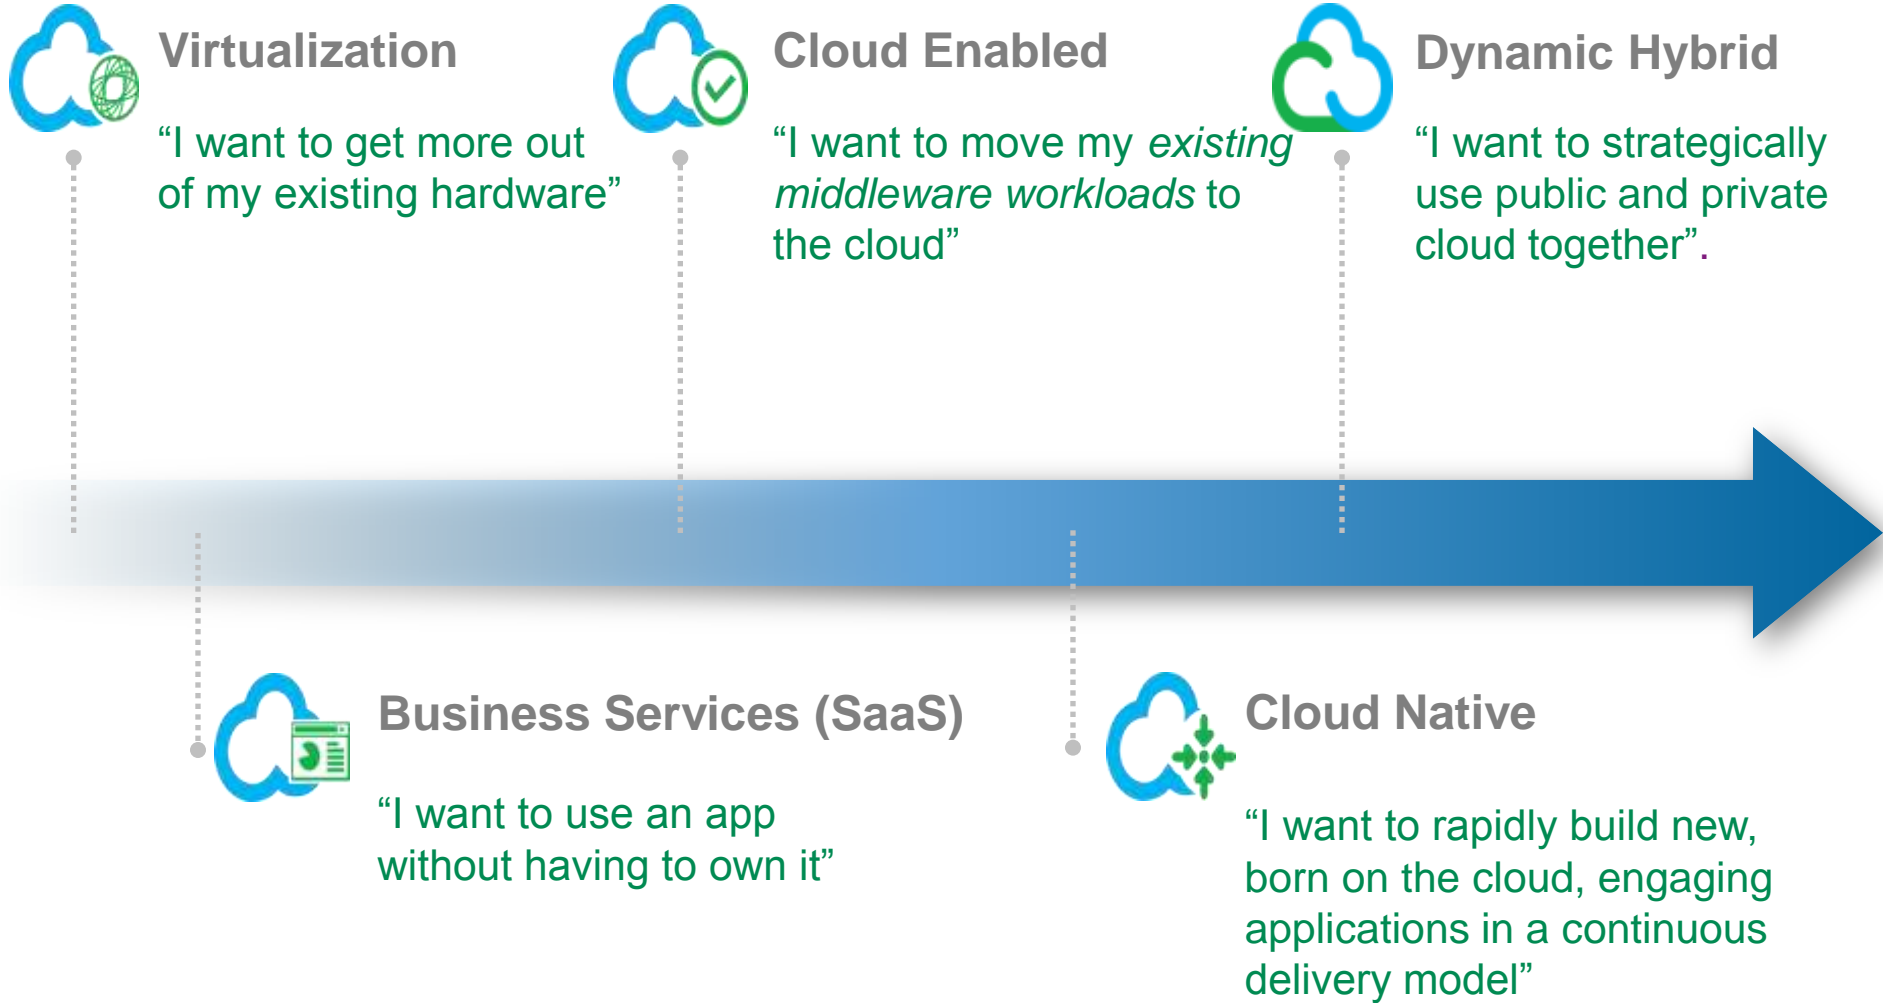 Virtualization
“I want to get more out
of my existing hardware”
Cloud Enabled
“I want to move my existing
middleware workloads to
the cloud”
Dynamic Hybrid
“I want to strategically
use public and private
cloud together”.
Business Services (SaaS)
“I want to use an app
without having to own it”
Cloud Native
“I want to rapidly build new,
born on the cloud, engaging
applications in a continuous
delivery model”